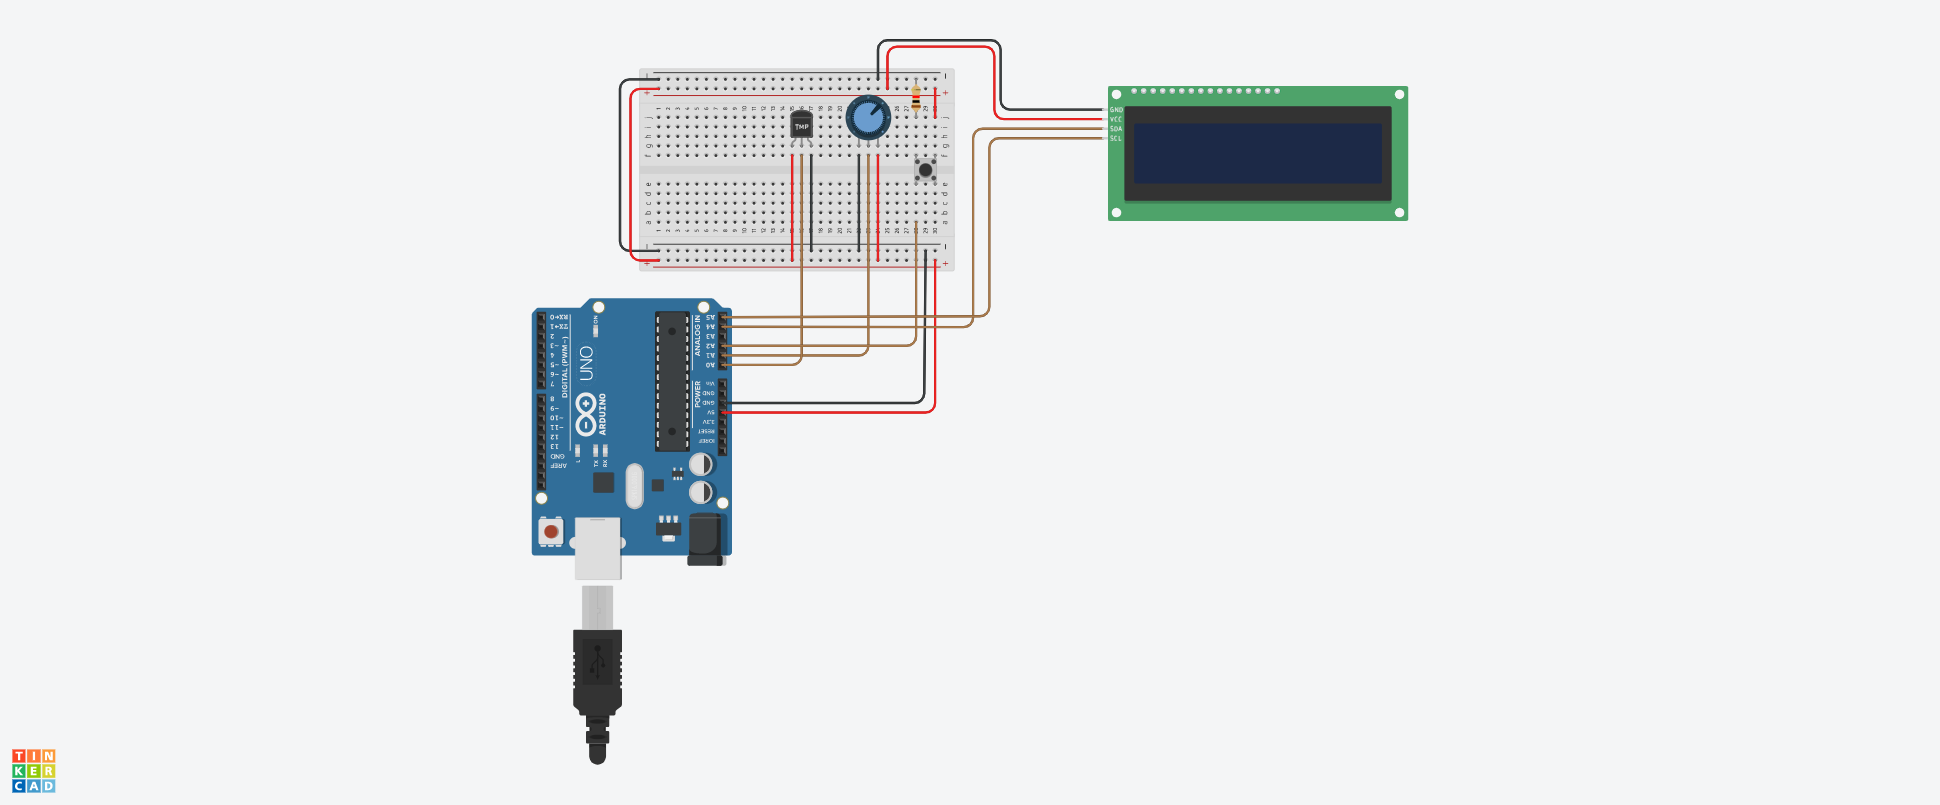 TMP
GND
VCC
SDA
SCL
RX←0
TX→1
2
~3
4
~5
~6
7
8
~9
~10
~11
12
13
GND
AREF
DIGITAL (PWM~)
ON
UNO
ARDUINO
L
TX
RX
ANALOG IN
A5
A4
A3
A2
A1
A0
POWER
Vin
GND
GND
5V
3.3V
RESET
IOREF
j
i
h
g
f
e
d
c
b
a
TIN
KER
CAD